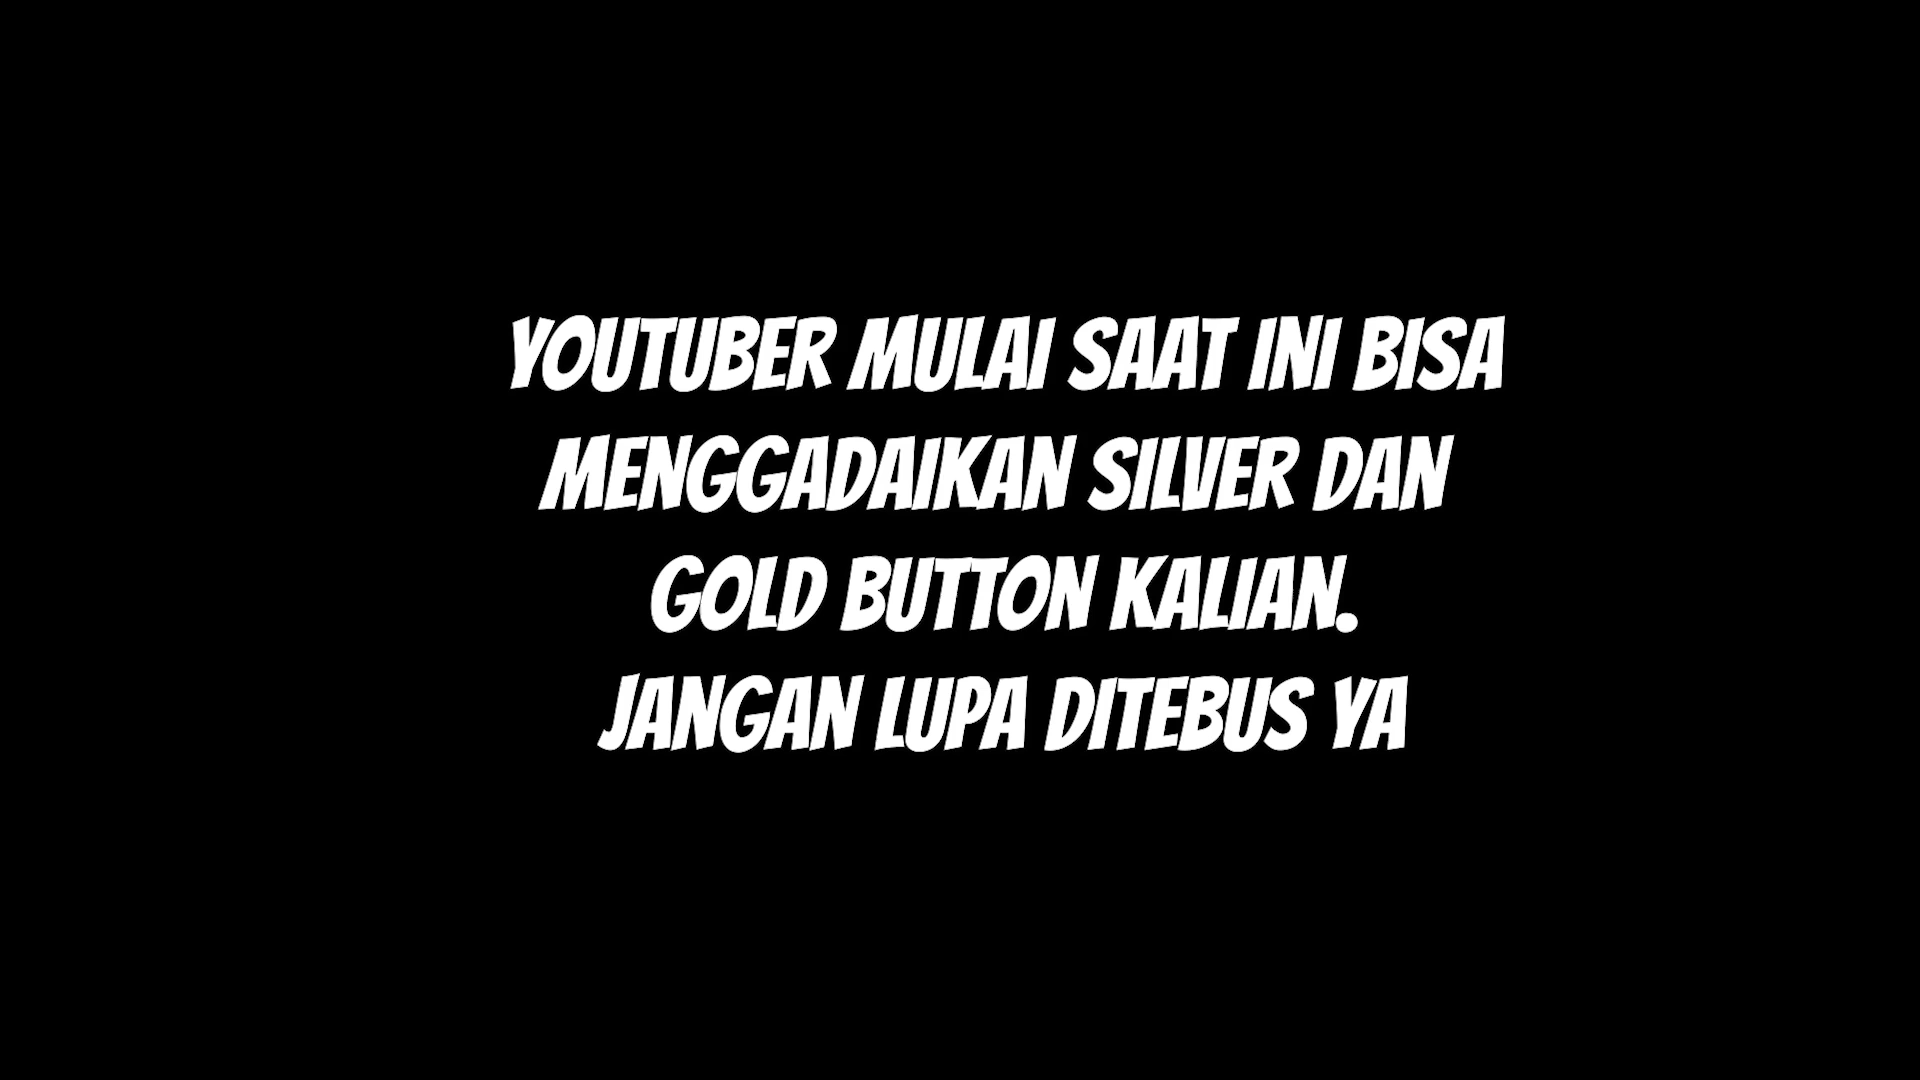 YOUTUBER MULAI SAAT INI BISA
MENGGADAIKAN SILVER DAN
GOLD BUTTON KALIAN.
JANGAN LUPA DITEBUS YA